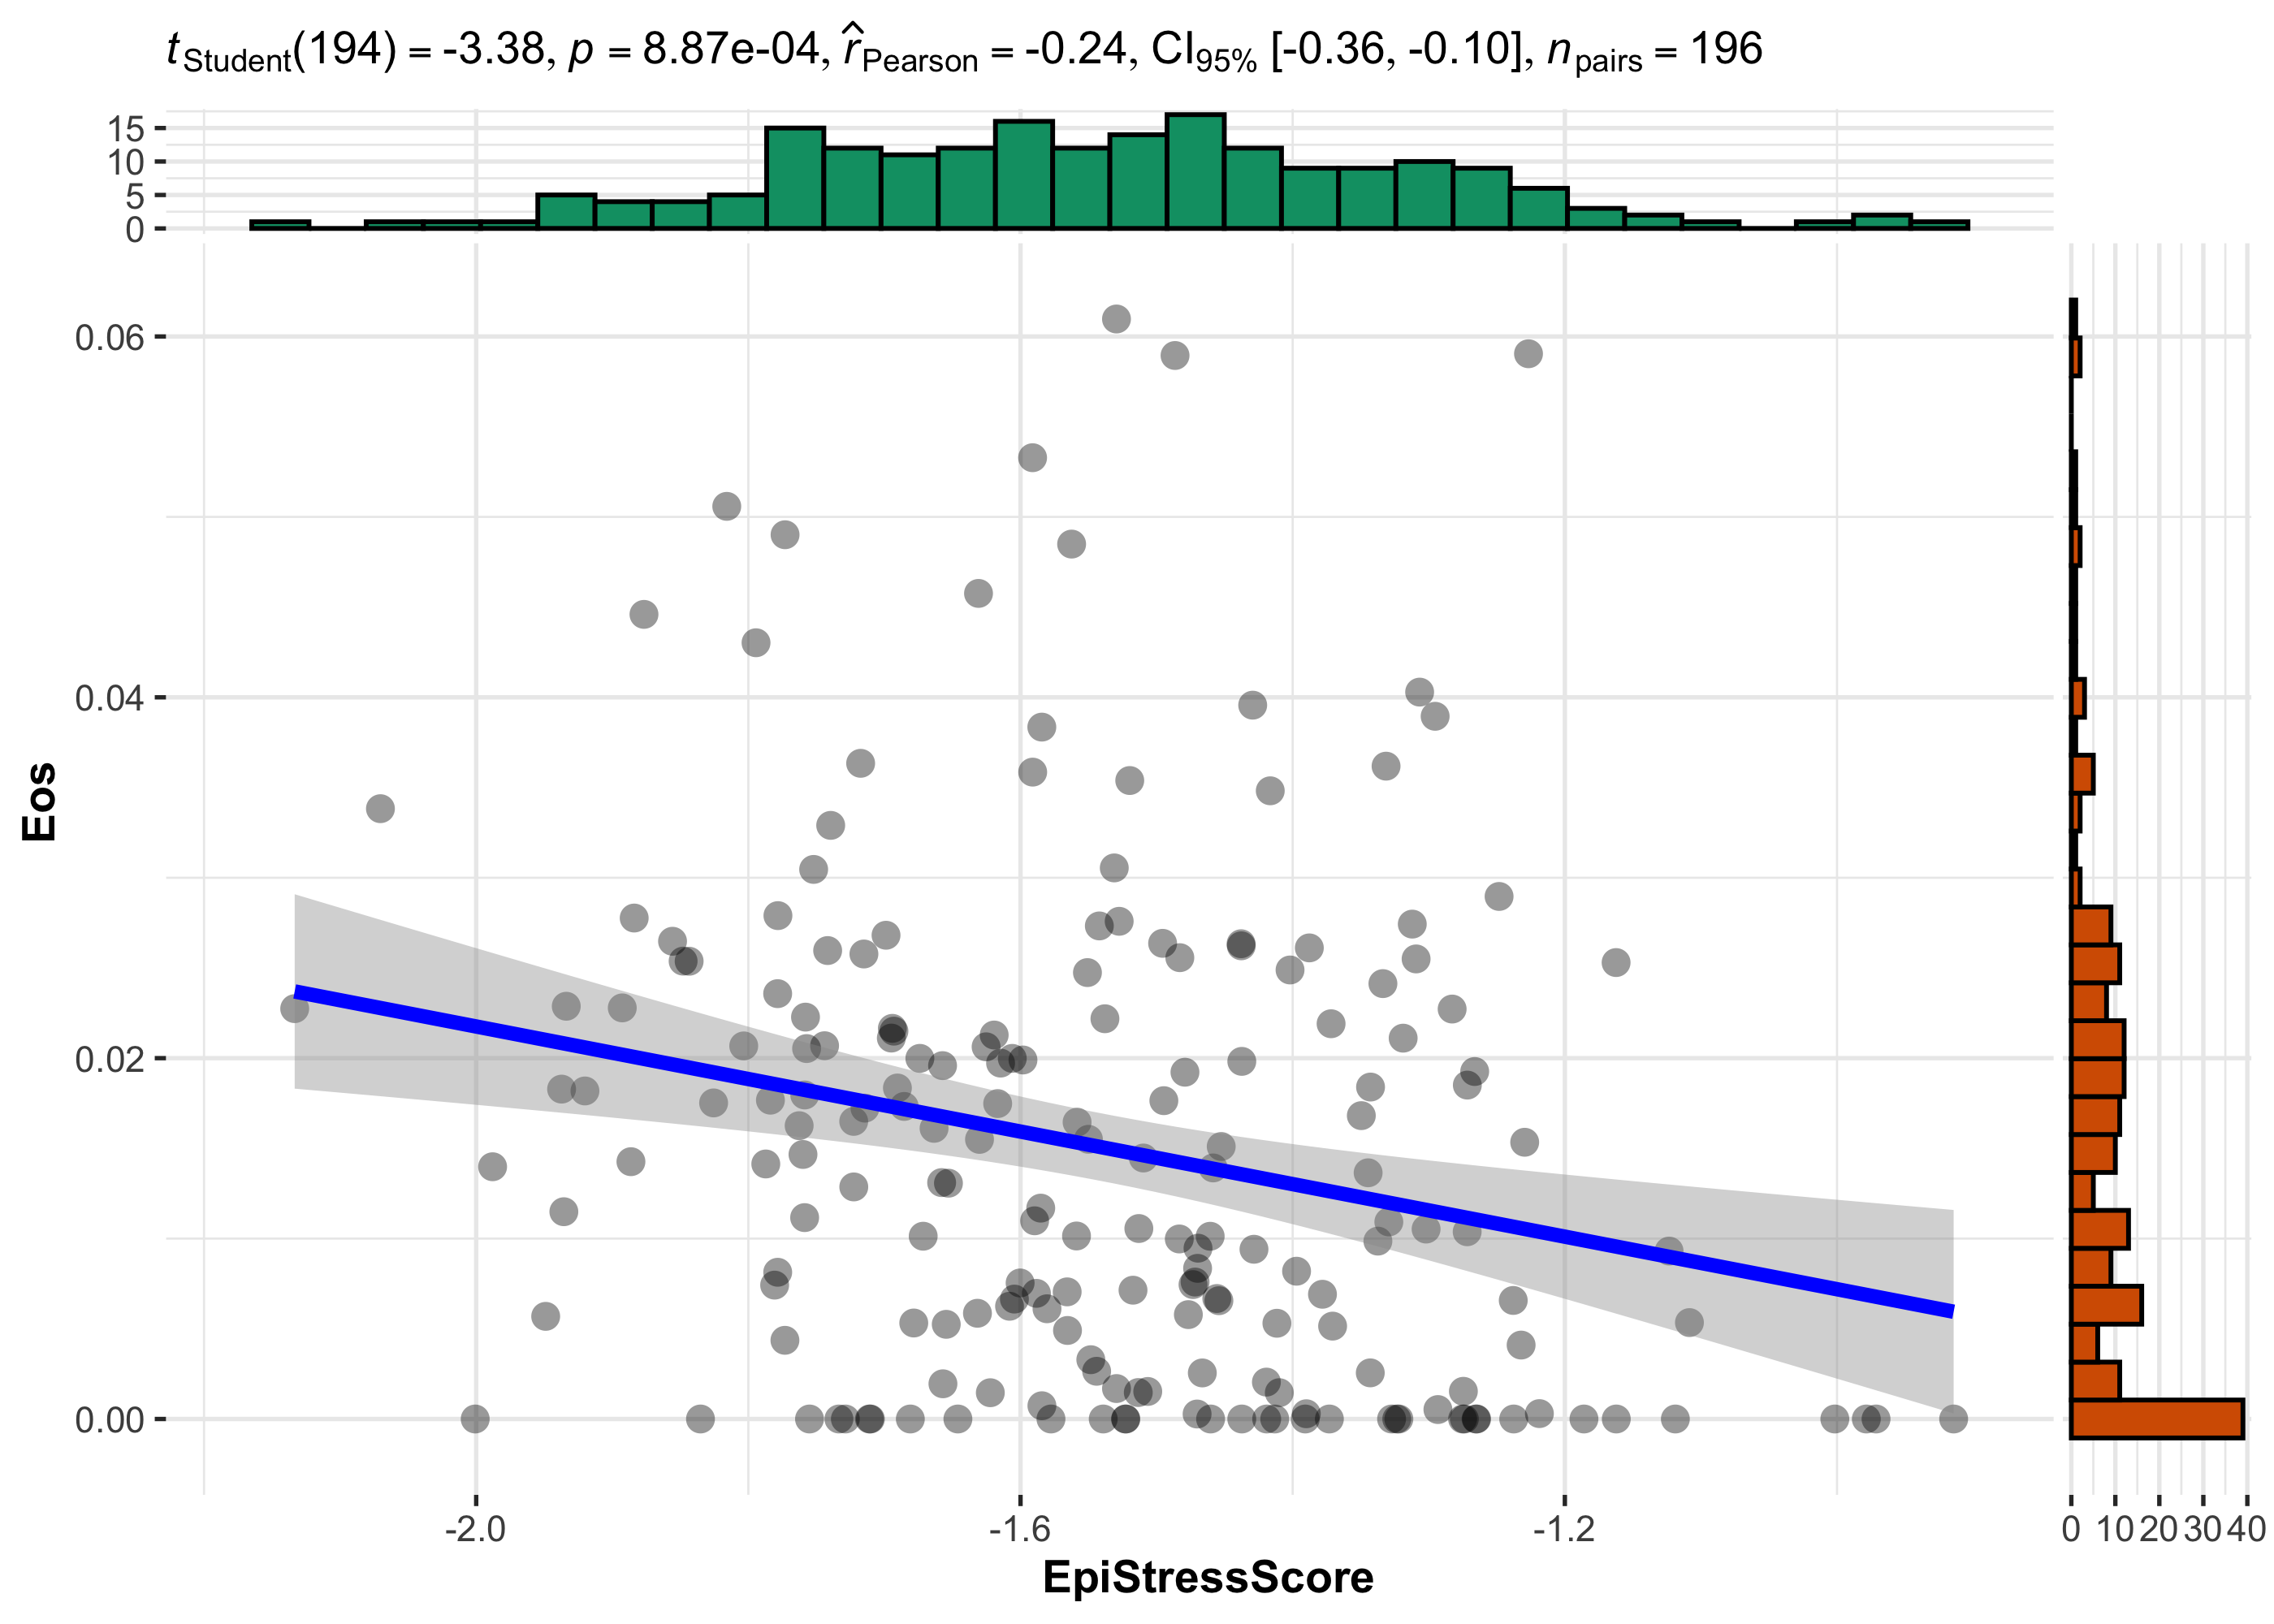 tStudent(194) = -3.38, p = 8.87e-04, r̂Pearson = -0.24, CI95% [-0.36, -0.10], npairs = 196
15
10
5
0
0.06
0.04
0.02
0.00
Eos
-2.0 -1.6 -1.2
0 10 20 30 40
EpiStressScore